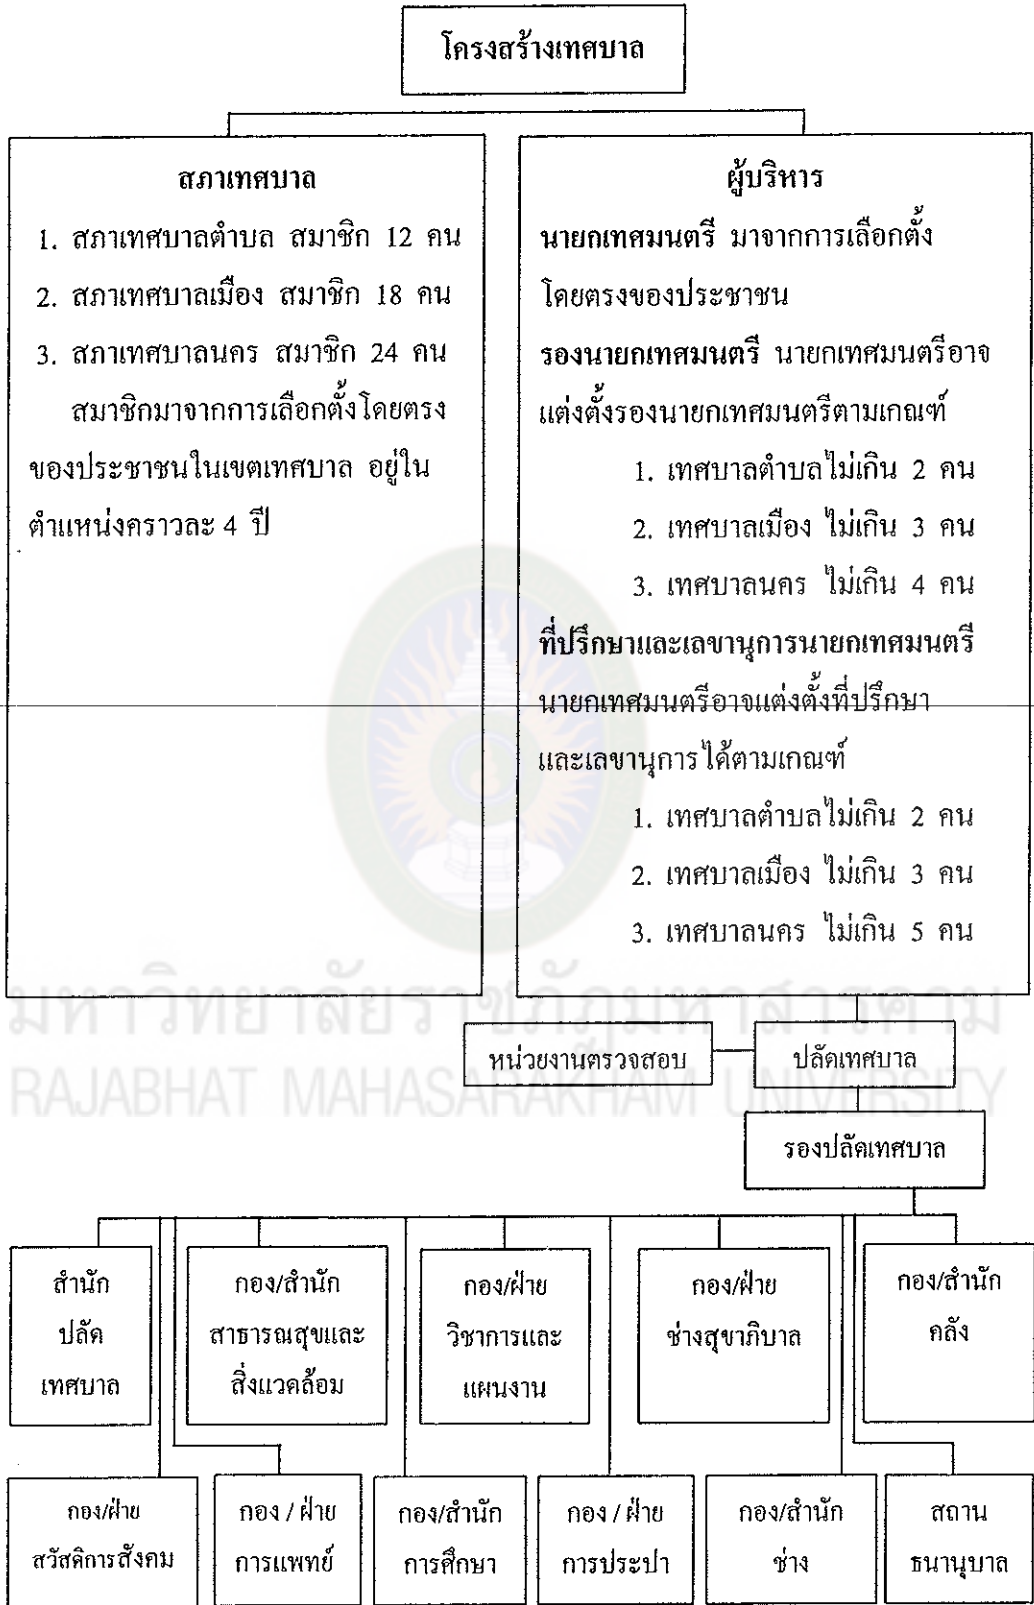 โครงสร้างเทศบาล
สภาเทศบาล
1. สภาเทศบาลตำบล สมาชิก 12 คน
2. สภาเทศบาลเมือง สมาชิก 18 คน
3. สภาเทศบาลนคร สมาชิก 24 คน
สมาชิกมาจากการเลือกตั้งโดยตรง
ของประชาชนในเขตเทศบาล อยู่ใน
ตำแหน่งคราวละ 4 ปี
ผู้บริหาร
นายกเทศมนตรี มาจากการเลือกตั้ง
โดยตรงของประชาชน
รองนายกเทศมนตรี นายกเทศมนตรีอาจ
แต่งตั้งรองนายกเทศมนตรีตามเกณฑ์
1. เทศบาลตำบลไม่เกิน 2 คน
2. เทศบาลเมือง ไม่เกิน 3 คน
3. เทศบาลนคร ไม่เกิน 4 คน
ที่ปรึกษาและเลขานุการนายกเทศมนตรี
นายกเทศมนตรีอาจแต่งตั้งที่ปรึกษา
และเลขานุการได้ตามเกณฑ์
1. เทศบาลตำบลไม่เกิน 2 คน
2. เทศบาลเมือง ไม่เกิน 3 คน
3. เทศบาลนคร ไม่เกิน 5 คน
มหาวิทยาลัยราชภัฏมหาสารคาม
RAJABHAT MAHASARAKHAM UNIVERSITY
หน่วยงานตรวจสอบ
ปลัดเทศบาล
รองปลัดเทศบาล
สำนัก
ปลัด
เทศบาล
กอง/สำนัก
สาธารณสุขและ
สิ่งแวดล้อม
กอง/ฝ่าย
วิชาการและ
แผนงาน
กอง/ฝ่าย
ช่างสุขาภิบาล
กอง/สำนัก
คลัง
กอง/ฝ่าย
สวัสดิการสังคม
กอง / ฝ่าย
การแพทย์
กอง/สำนัก
การศึกษา
กอง / ฝ่าย
การประปา
กอง/สำนัก
ช่าง
สถาน
ธนานุบาล